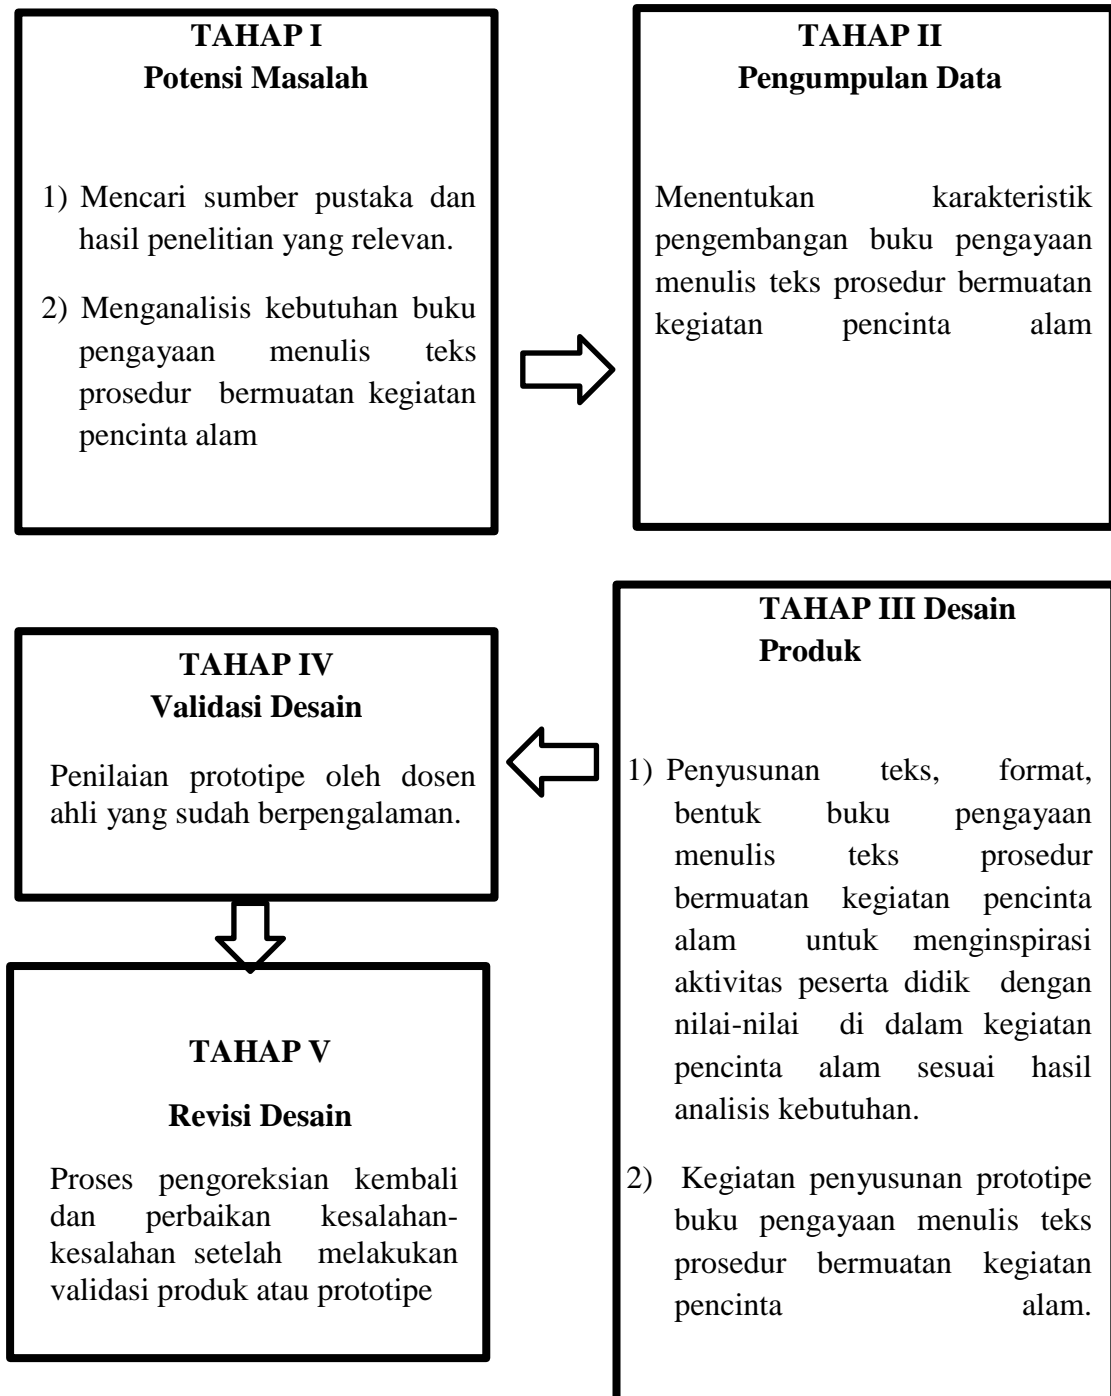 TAHAP I
Potensi Masalah
1) Mencari sumber pustaka dan
hasil penelitian yang relevan.
2) Menganalisis kebutuhan buku
pengayaan menulis teks
prosedur bermuatan kegiatan
pencinta alam
TAHAP II
Pengumpulan Data
Menentukan karakteristik
pengembangan buku pengayaan
menulis teks prosedur bermuatan
kegiatan pencinta alam
TAHAP III Desain
Produk
1) Penyusunan teks, format,
bentuk buku pengayaan
menulis teks prosedur
bermuatan kegiatan pencinta
alam untuk menginspirasi
aktivitas peserta didik dengan
nilai-nilai di dalam kegiatan
pencinta alam sesuai hasil
analisis kebutuhan.
2) Kegiatan penyusunan prototipe
buku pengayaan menulis teks
prosedur bermuatan kegiatan
pencinta alam.
TAHAP IV
Validasi Desain
Penilaian prototipe oleh dosen
ahli yang sudah berpengalaman.
TAHAP V
Revisi Desain
Proses pengoreksian kembali
dan perbaikan kesalahan-
kesalahan setelah melakukan
validasi produk atau prototipe